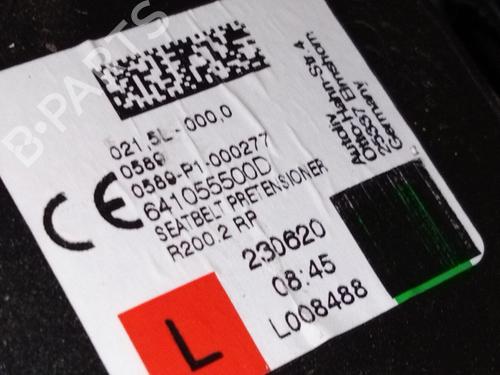 B-PARTS
021,5L-000,0
0589
0589-P1-000277
641055500D
SEATBELT PRETENSIONER
R200.2 RP
230620
08:45
L008488
L
Autoliv
Otto-Hahn-Str. 4
25337 Elmshorn
Germany
CE